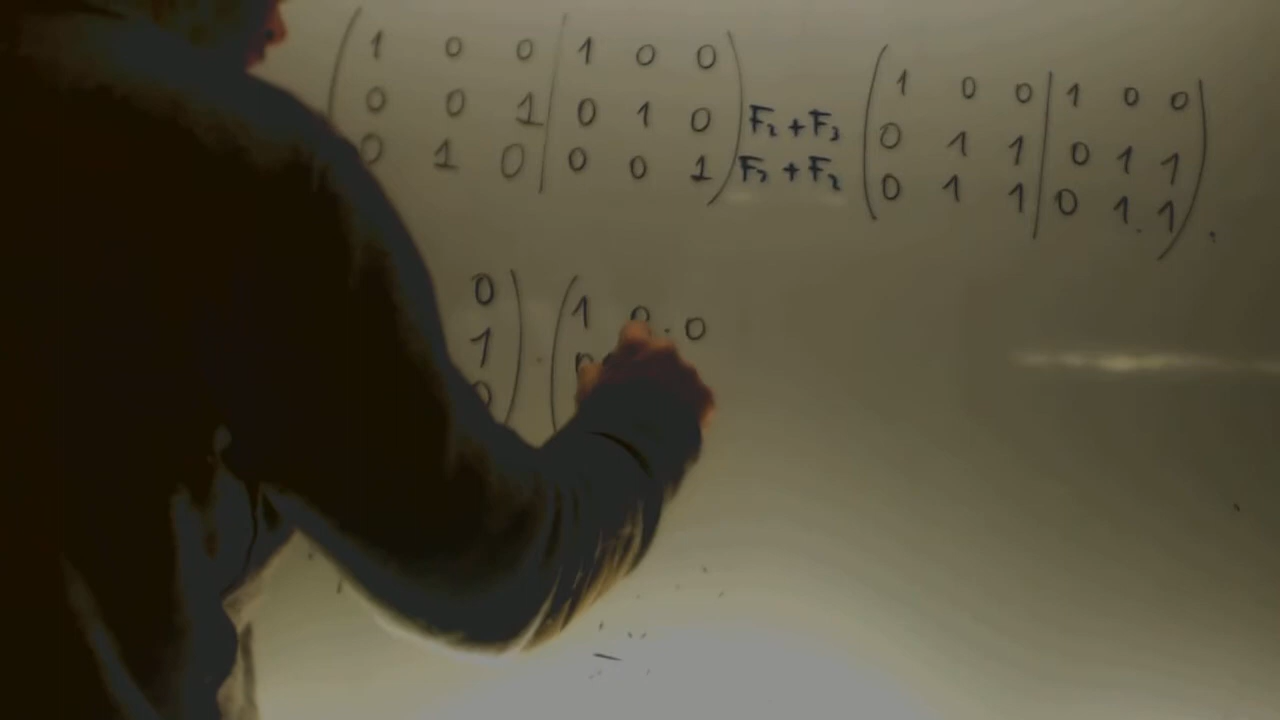 1 0 0 | 1 0 0
0 0 1 | 0 1 0 F₂ + F₃
0 1 0 | 0 0 1 F₃ + F₂
1 0 0 | 1 0 0
0 1 1 | 0 1 1
0 1 1 | 0 1 1
0
1
0
1 0 0